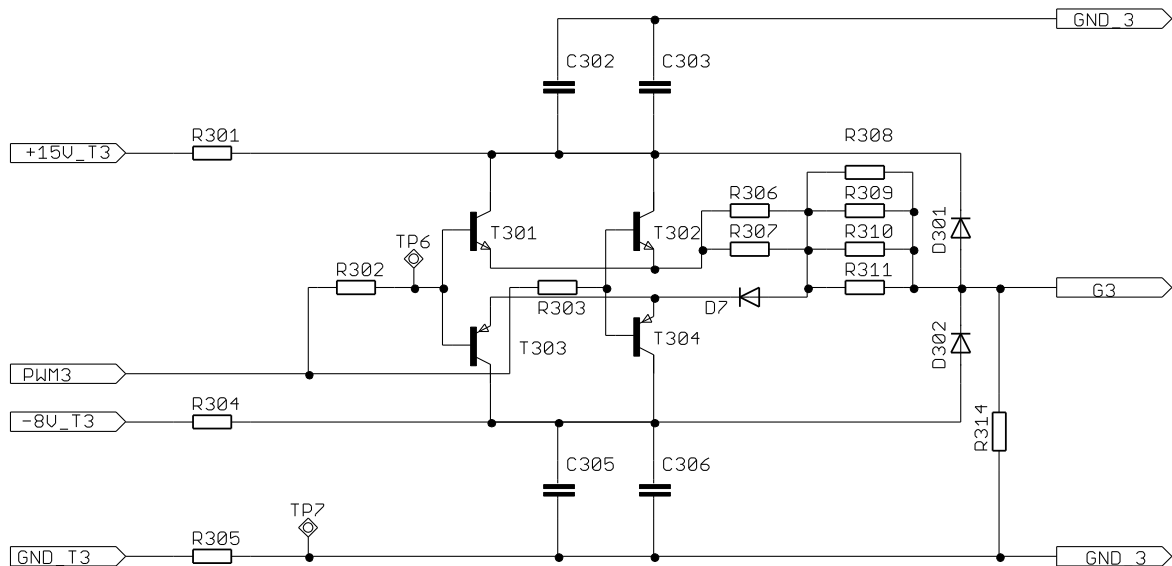 GND_3
C302
C303
R301
R308
+15V_T3
R306
R309
T301
T302
D301
TP6
R307
R310
R302
R311
R303
D7
G3
T303
T304
D302
PWM3
R304
-8V_T3
R314
C305
C306
TP7
R305
GND_T3
GND_3